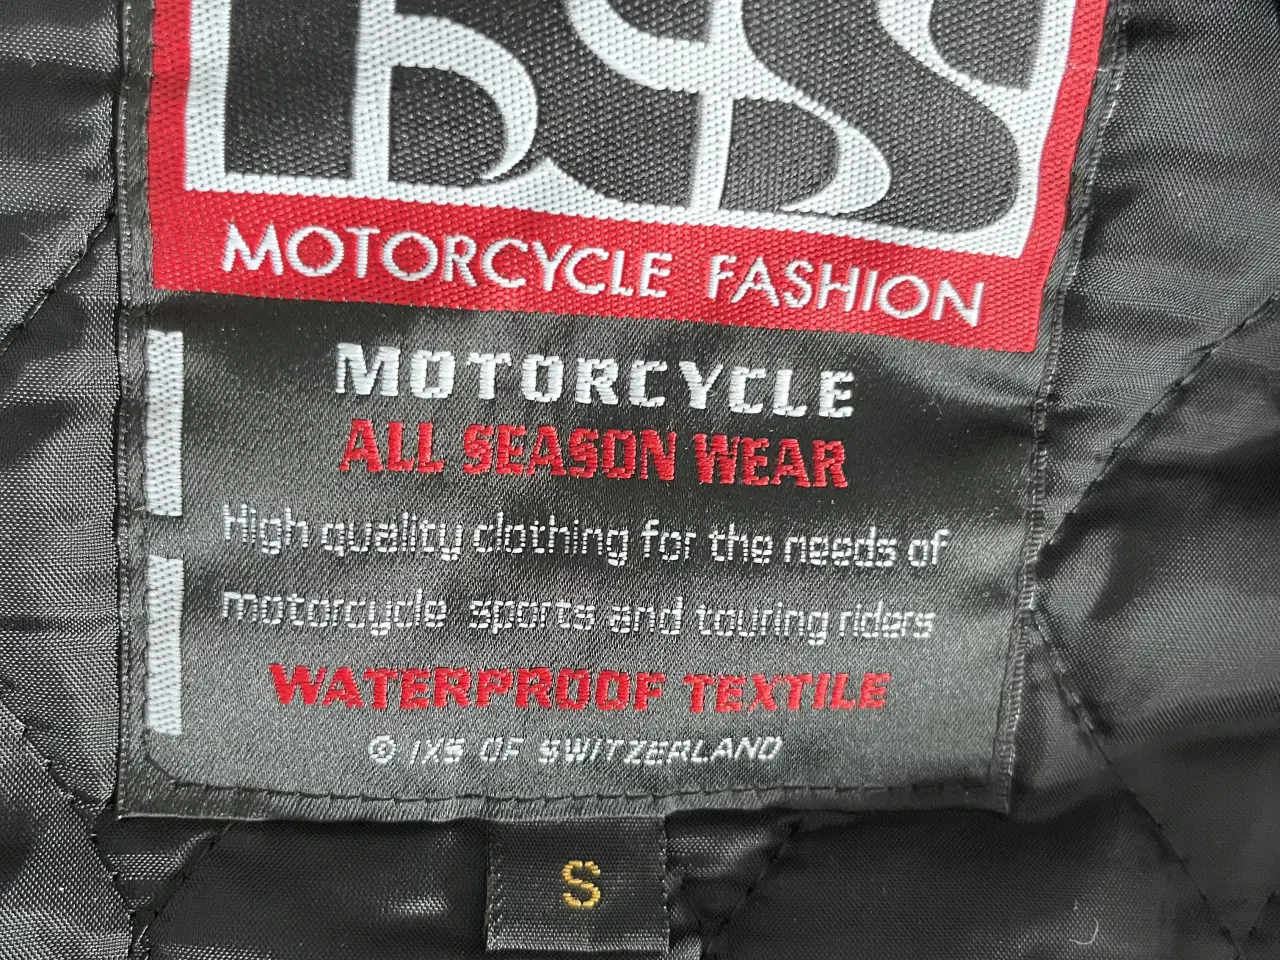 MOTORCYCLE FASHION
MOTORCYCLE
ALL SEASON WEAR
High quality clothing for the needs of
motorcycle sports and touring riders
WATERPROOF TEXTILE
© IXS OF SWITZERLAND
S